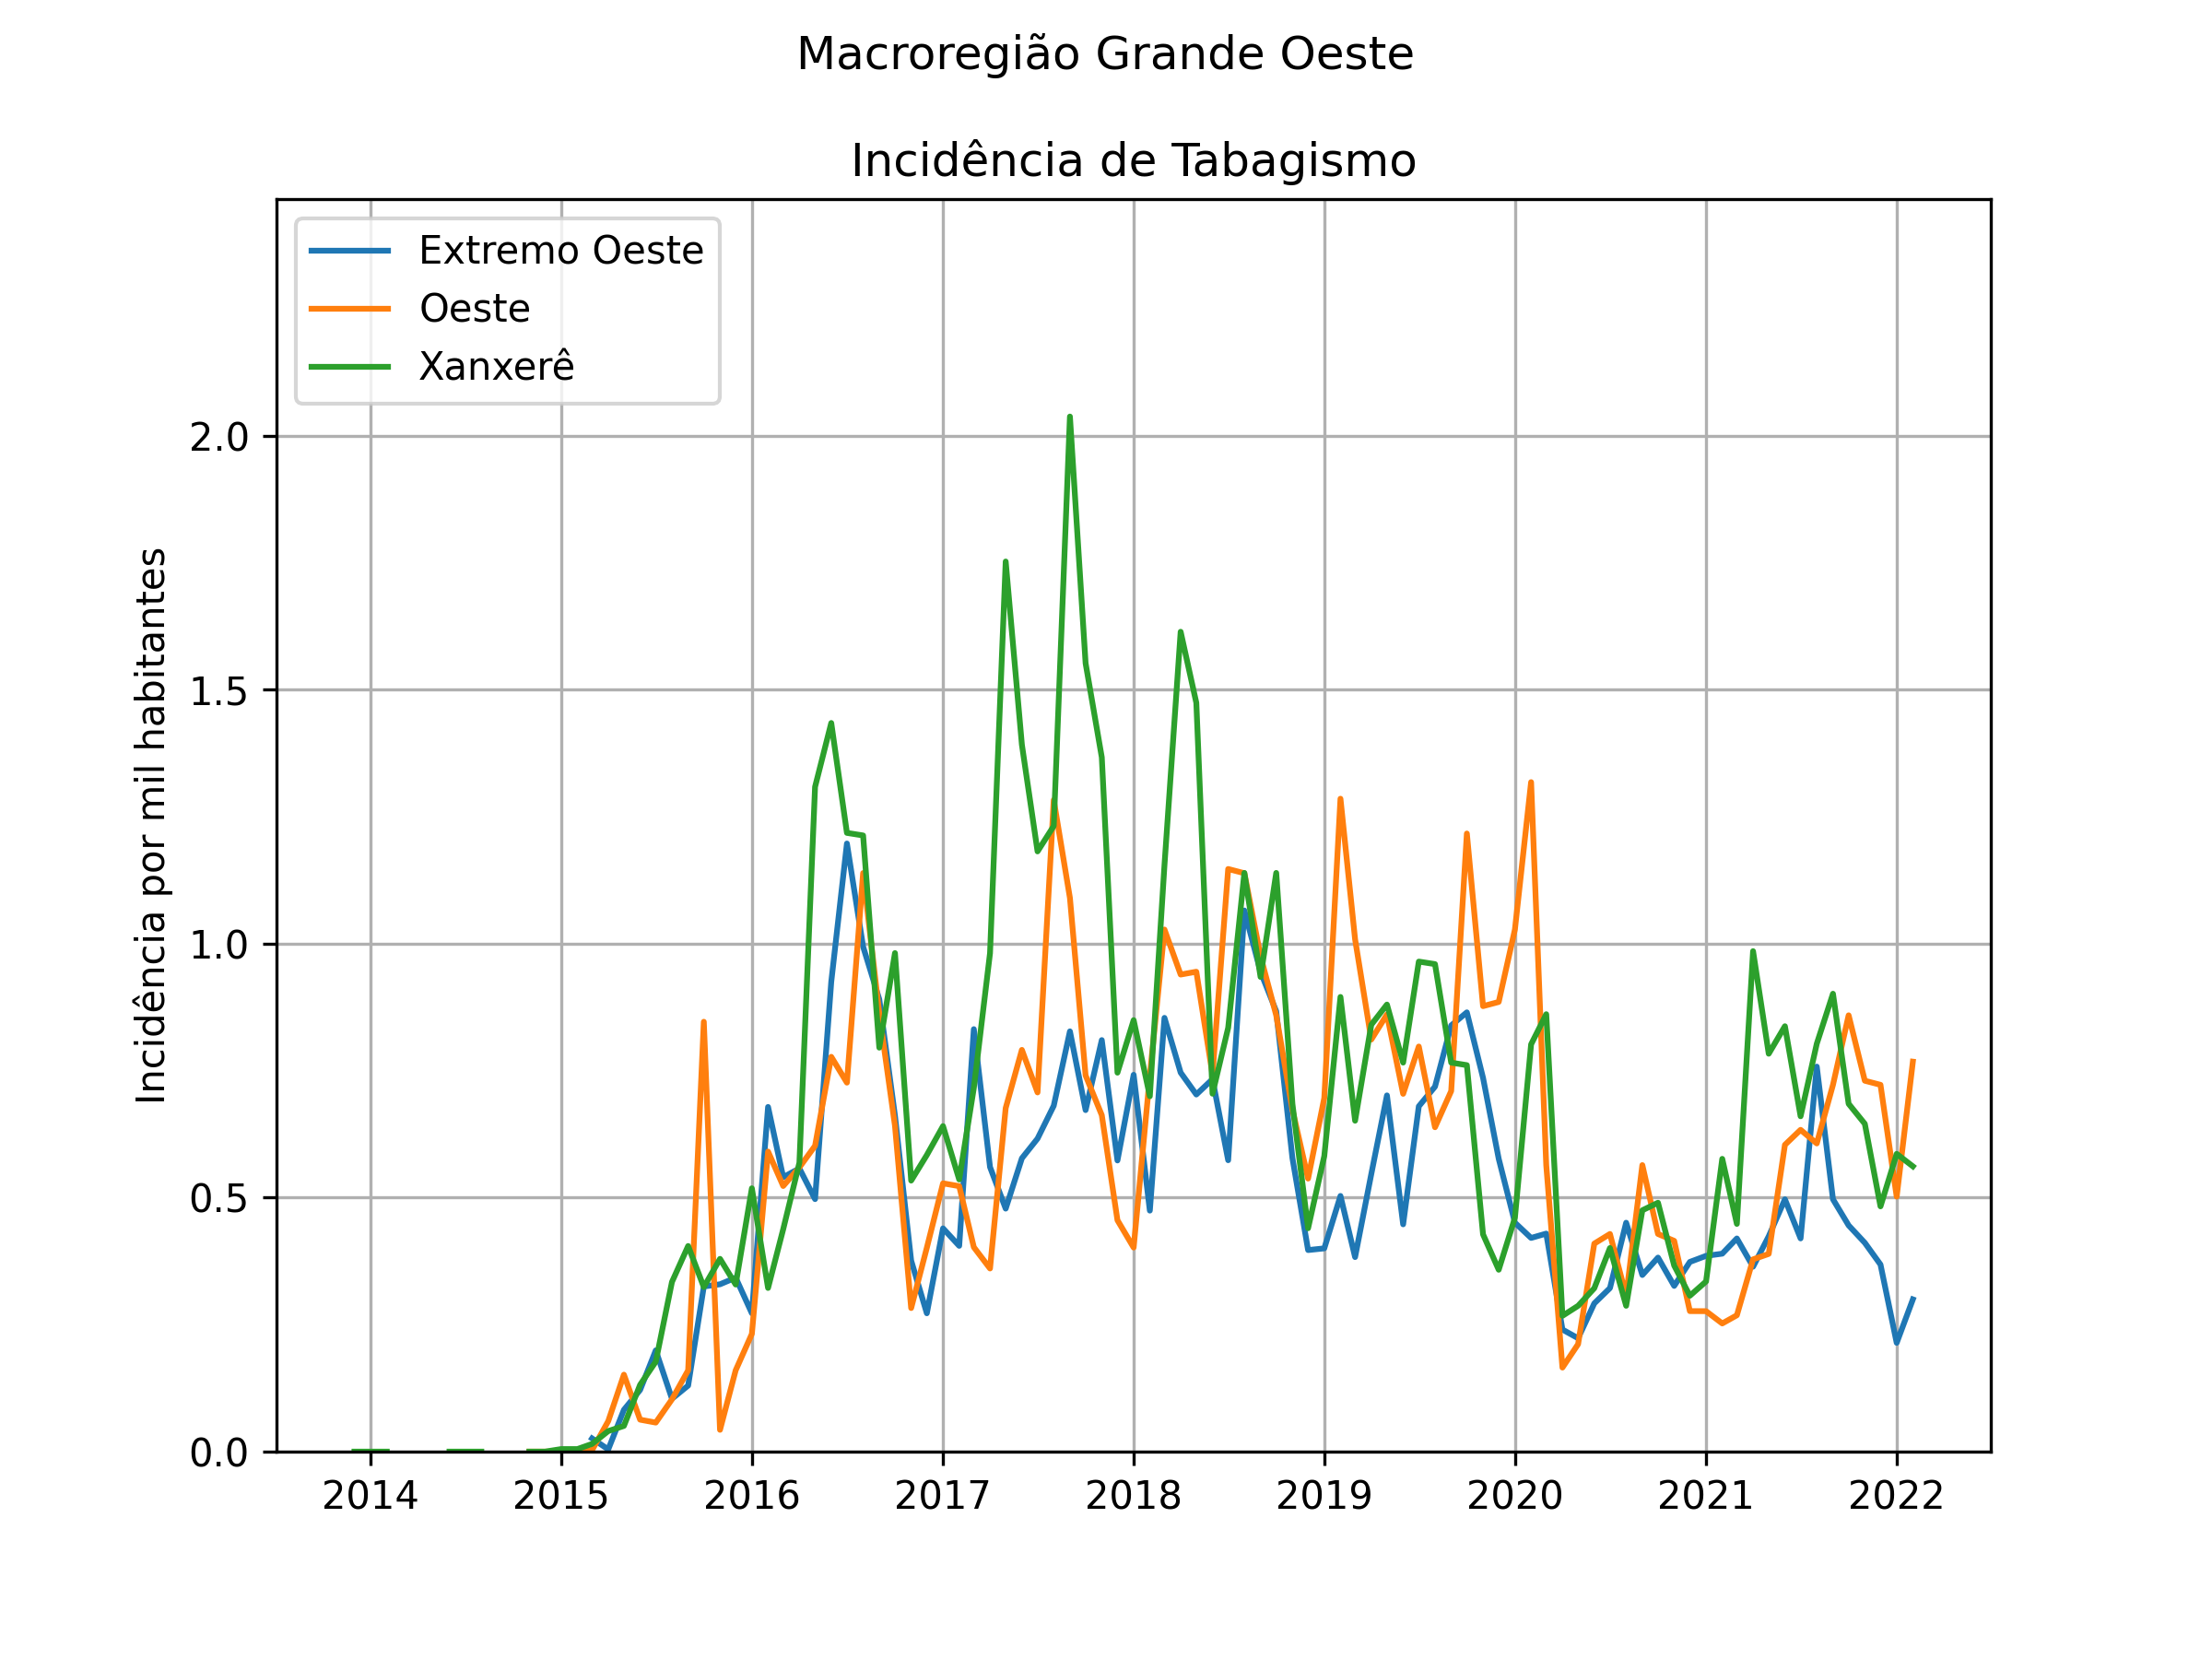 Macroregião Grande Oeste
Incidência de Tabagismo
Extremo Oeste
Oeste
Xanxerê
Incidência por mil habitantes
2.0
1.5
1.0
0.5
0.0
2014 2015 2016 2017 2018 2019 2020 2021 2022